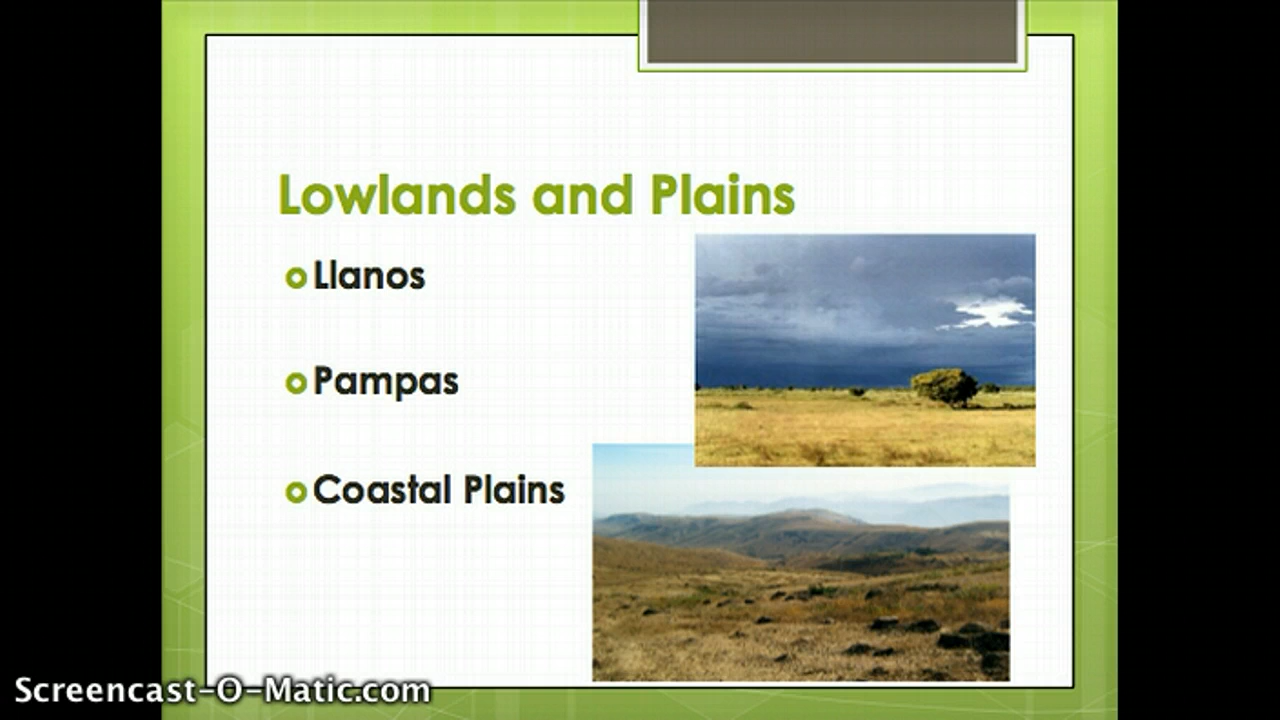 Lowlands and Plains
Llanos
Pampas
Coastal Plains
Screencast-O-Matic.com